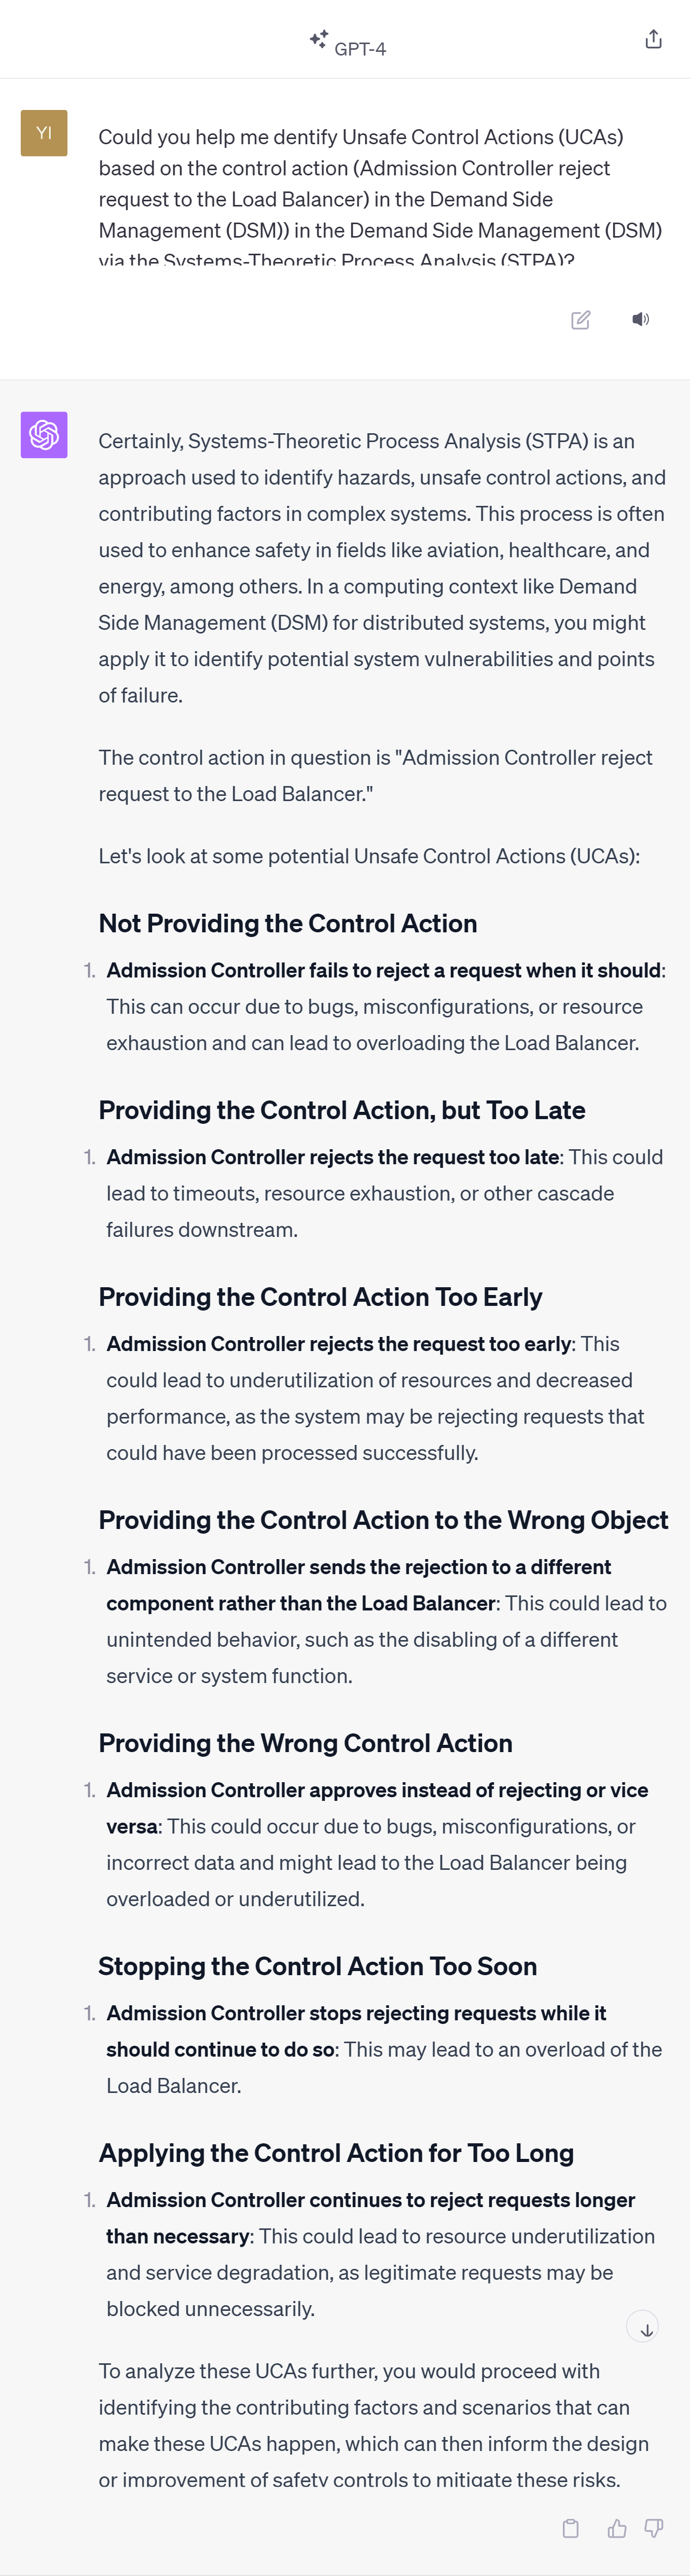 GPT-4
YI
Could you help me dentify Unsafe Control Actions (UCAs)
based on the control action (Admission Controller reject
request to the Load Balancer) in the Demand Side
Management (DSM)) in the Demand Side Management (DSM)
via the Systems-Theoretic Process Analysis (STPA)?
Certainly, Systems-Theoretic Process Analysis (STPA) is an
approach used to identify hazards, unsafe control actions, and
contributing factors in complex systems. This process is often
used to enhance safety in fields like aviation, healthcare, and
energy, among others. In a computing context like Demand
Side Management (DSM) for distributed systems, you might
apply it to identify potential system vulnerabilities and points
of failure.
The control action in question is "Admission Controller reject
request to the Load Balancer."
Let's look at some potential Unsafe Control Actions (UCAs):
Not Providing the Control Action
1. Admission Controller fails to reject a request when it should:
This can occur due to bugs, misconfigurations, or resource
exhaustion and can lead to overloading the Load Balancer.
Providing the Control Action, but Too Late
1. Admission Controller rejects the request too late: This could
lead to timeouts, resource exhaustion, or other cascade
failures downstream.
Providing the Control Action Too Early
1. Admission Controller rejects the request too early: This
could lead to underutilization of resources and decreased
performance, as the system may be rejecting requests that
could have been processed successfully.
Providing the Control Action to the Wrong Object
1. Admission Controller sends the rejection to a different
component rather than the Load Balancer: This could lead to
unintended behavior, such as the disabling of a different
service or system function.
Providing the Wrong Control Action
1. Admission Controller approves instead of rejecting or vice
versa: This could occur due to bugs, misconfigurations, or
incorrect data and might lead to the Load Balancer being
overloaded or underutilized.
Stopping the Control Action Too Soon
1. Admission Controller stops rejecting requests while it
should continue to do so: This may lead to an overload of the
Load Balancer.
Applying the Control Action for Too Long
1. Admission Controller continues to reject requests longer
than necessary: This could lead to resource underutilization
and service degradation, as legitimate requests may be
blocked unnecessarily.
To analyze these UCAs further, you would proceed with
identifying the contributing factors and scenarios that can
make these UCAs happen, which can then inform the design
or improvement of safety controls to mitigate these risks.